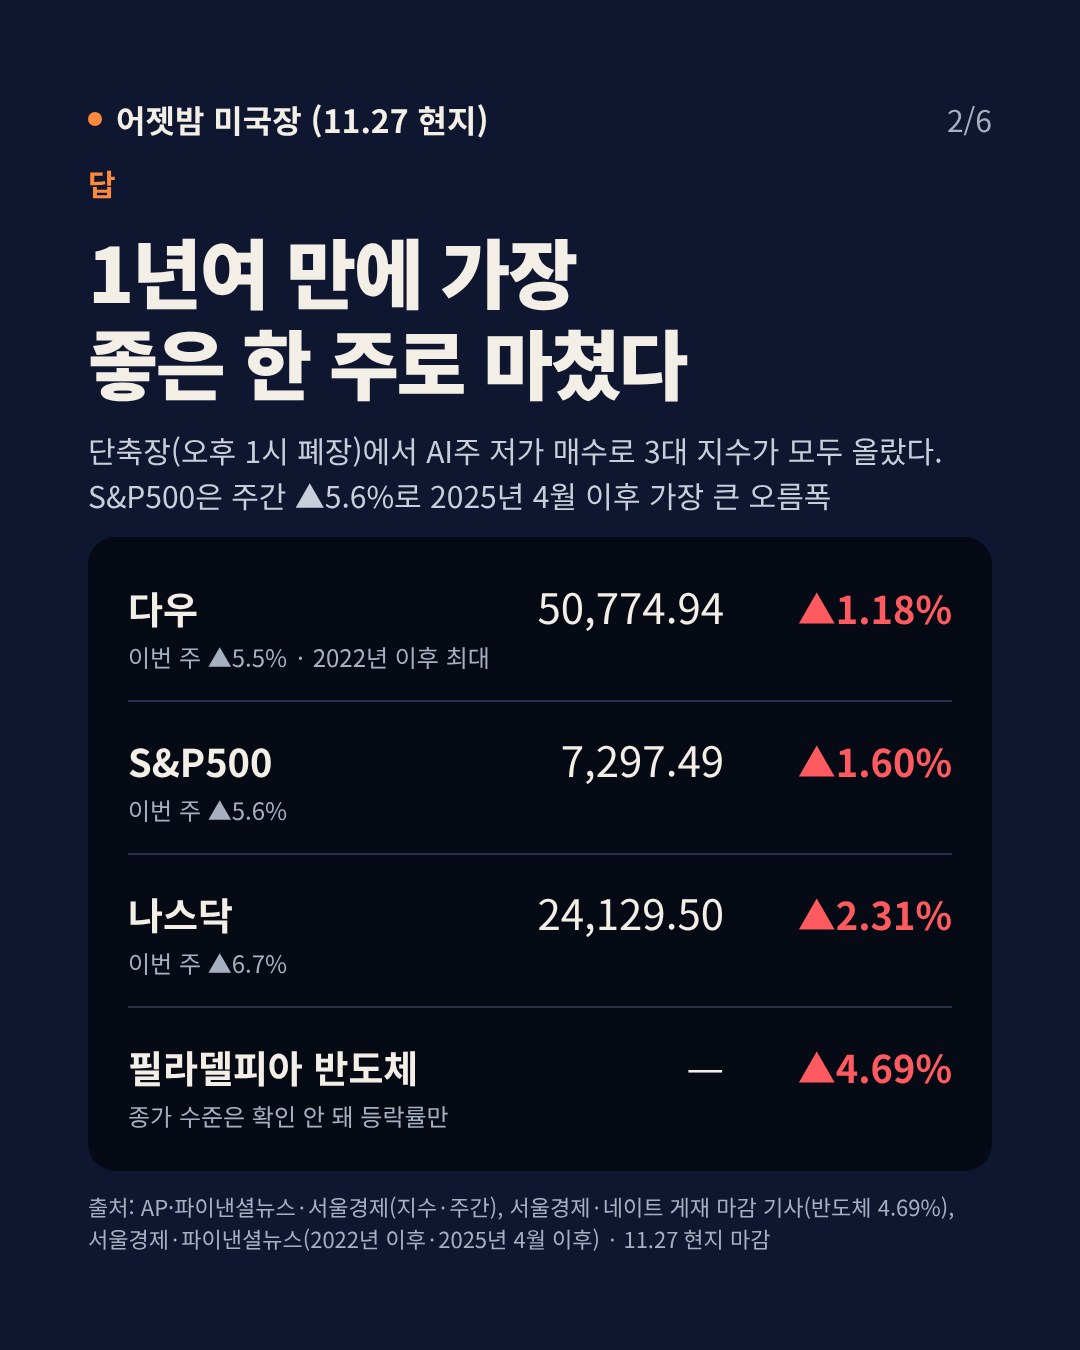 어젯밤 미국장 (11.27 현지)
2/6
답
1년여 만에 가장
좋은 한 주로 마쳤다
단축장(오후 1시 폐장)에서 AI주 저가 매수로 3대 지수가 모두 올랐다.
S&P500은 주간 ▲5.6%로 2025년 4월 이후 가장 큰 오름폭
다우 50,774.94 ▲1.18%
이번 주 ▲5.5% · 2022년 이후 최대
S&P500 7,297.49 ▲1.60%
이번 주 ▲5.6%
나스닥 24,129.50 ▲2.31%
이번 주 ▲6.7%
필라델피아 반도체 — ▲4.69%
종가 수준은 확인 안 돼 등락률만
출처: AP·파이낸셜뉴스·서울경제(지수·주간), 서울경제·네이트 게재 마감 기사(반도체 4.69%),
서울경제·파이낸셜뉴스(2022년 이후·2025년 4월 이후) · 11.27 현지 마감